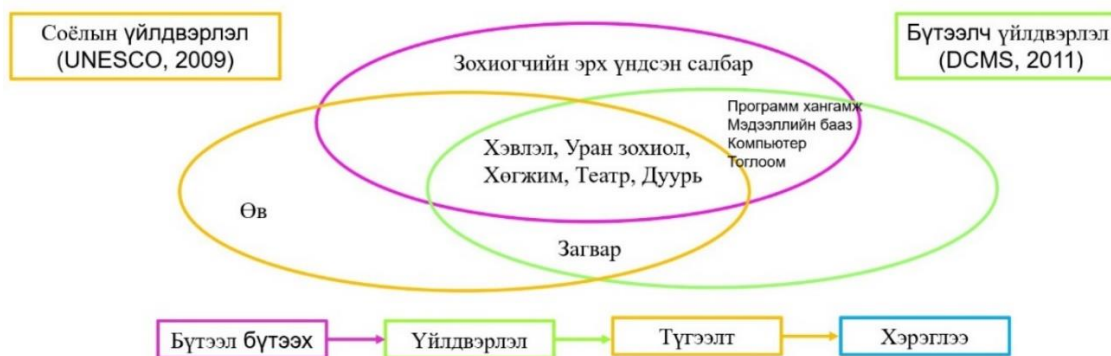 Соёлын үйлдвэрлэл
(UNESCO, 2009)
Бүтээлч үйлдвэрлэл
(DCMS, 2011)
Зохиогчийн эрх үндсэн салбар
Программ хангамж
Мэдээллийн бааз
Компьютер
Тоглоом
Хэвлэл, Уран зохиол,
Хөгжим, Театр, Дуурь
Өв
Загвар
Бүтээл бүтээх
Үйлдвэрлэл
Түгээлт
Хэрэглээ